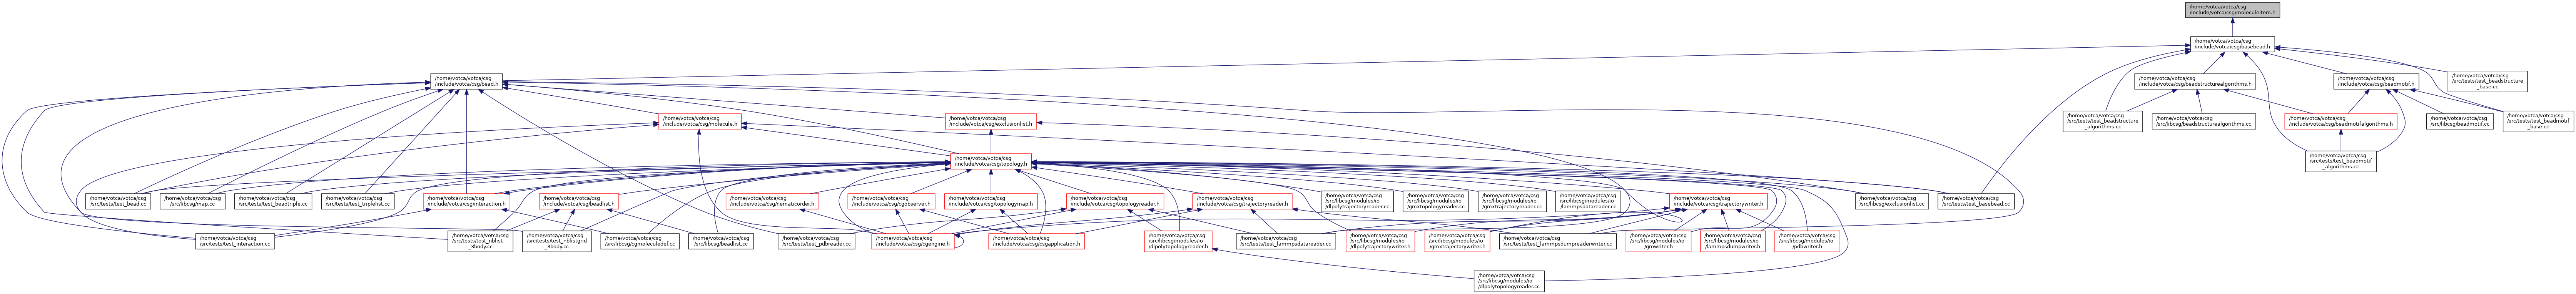 /home/votca/votca/csg
/include/votca/csg/moleculeitem.h
/home/votca/votca/csg
/include/votca/csg/basebead.h
/home/votca/votca/csg
/include/votca/csg/bead.h
/home/votca/votca/csg
/include/votca/csg/beadstructurealgorithms.h
/home/votca/votca/csg
/include/votca/csg/beadmotif.h
/home/votca/votca/csg
/src/tests/test_beadstructure
_base.cc
/home/votca/votca/csg
/include/votca/csg/molecule.h
/home/votca/votca/csg
/include/votca/csg/exclusionlist.h
/home/votca/votca/csg
/src/tests/test_beadstructure
_algorithms.cc
/home/votca/votca/csg
/src/libcsg/beadstructurealgorithms.cc
/home/votca/votca/csg
/include/votca/csg/beadmotifalgorithms.h
/home/votca/votca/csg
/src/libcsg/beadmotif.cc
/home/votca/votca/csg
/src/tests/test_beadmotif
_base.cc
/home/votca/votca/csg
/include/votca/csg/topology.h
/home/votca/votca/csg
/src/tests/test_beadmotif
_algorithms.cc
/home/votca/votca/csg
/src/tests/test_bead.cc
/home/votca/votca/csg
/src/libcsg/map.cc
/home/votca/votca/csg
/src/tests/test_beadtriple.cc
/home/votca/votca/csg
/src/tests/test_triplelist.cc
/home/votca/votca/csg
/include/votca/csg/interaction.h
/home/votca/votca/csg
/include/votca/csg/beadlist.h
/home/votca/votca/csg
/include/votca/csg/nematicorder.h
/home/votca/votca/csg
/include/votca/csg/cgobserver.h
/home/votca/votca/csg
/include/votca/csg/topologymap.h
/home/votca/votca/csg
/include/votca/csg/topologyreader.h
/home/votca/votca/csg
/include/votca/csg/trajectoryreader.h
/home/votca/votca/csg
/src/libcsg/modules/io
/dlpolytrajectoryreader.cc
/home/votca/votca/csg
/src/libcsg/modules/io
/gmxtopologyreader.cc
/home/votca/votca/csg
/src/libcsg/modules/io
/gmxtrajectoryreader.cc
/home/votca/votca/csg
/src/libcsg/modules/io
/lammpsdatareader.cc
/home/votca/votca/csg
/include/votca/csg/trajectorywriter.h
/home/votca/votca/csg
/src/libcsg/exclusionlist.cc
/home/votca/votca/csg
/src/tests/test_basebead.cc
/home/votca/votca/csg
/src/tests/test_interaction.cc
/home/votca/votca/csg
/src/tests/test_nblist
_3body.cc
/home/votca/votca/csg
/src/tests/test_nblistgrid
_3body.cc
/home/votca/votca/csg
/src/libcsg/cgmoleculedef.cc
/home/votca/votca/csg
/src/libcsg/beadlist.cc
/home/votca/votca/csg
/src/tests/test_pdbreader.cc
/home/votca/votca/csg
/include/votca/csg/cgengine.h
/home/votca/votca/csg
/include/votca/csg/csgapplication.h
/home/votca/votca/csg
/src/libcsg/modules/io
/dlpolytopologyreader.h
/home/votca/votca/csg
/src/tests/test_lammpsdatareader.cc
/home/votca/votca/csg
/src/libcsg/modules/io
/dlpolytrajectorywriter.h
/home/votca/votca/csg
/src/libcsg/modules/io
/gmxtrajectorywriter.h
/home/votca/votca/csg
/src/tests/test_lammpsdumpreaderwriter.cc
/home/votca/votca/csg
/src/libcsg/modules/io
/growriter.h
/home/votca/votca/csg
/src/libcsg/modules/io
/lammpsdumpwriter.h
/home/votca/votca/csg
/src/libcsg/modules/io
/pdbwriter.h
/home/votca/votca/csg
/src/libcsg/modules/io
/dlpolytopologyreader.cc